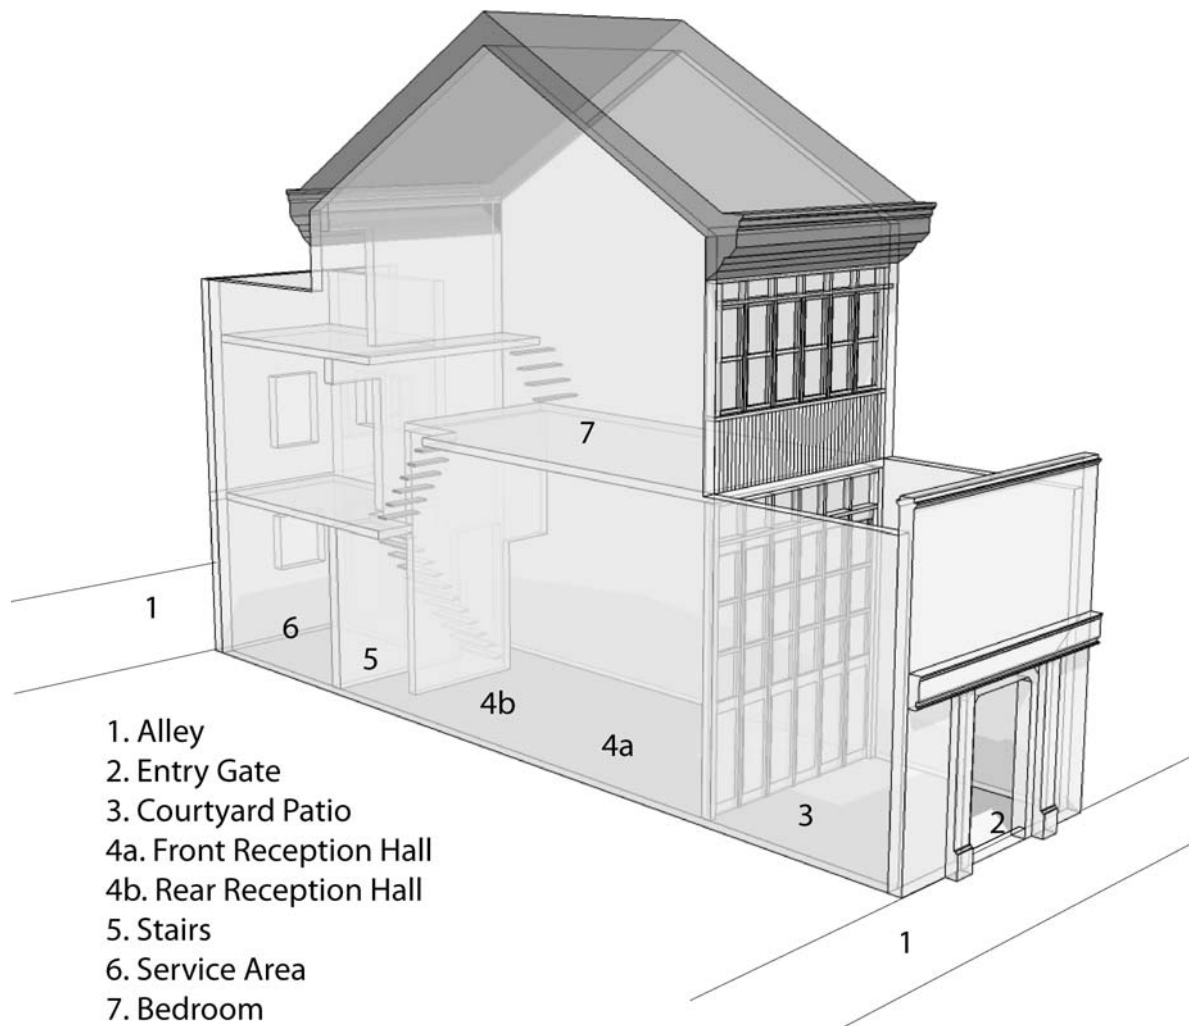 7
1
6
5
4b
4a
3
2
1
1. Alley
2. Entry Gate
3. Courtyard Patio
4a. Front Reception Hall
4b. Rear Reception Hall
5. Stairs
6. Service Area
7. Bedroom